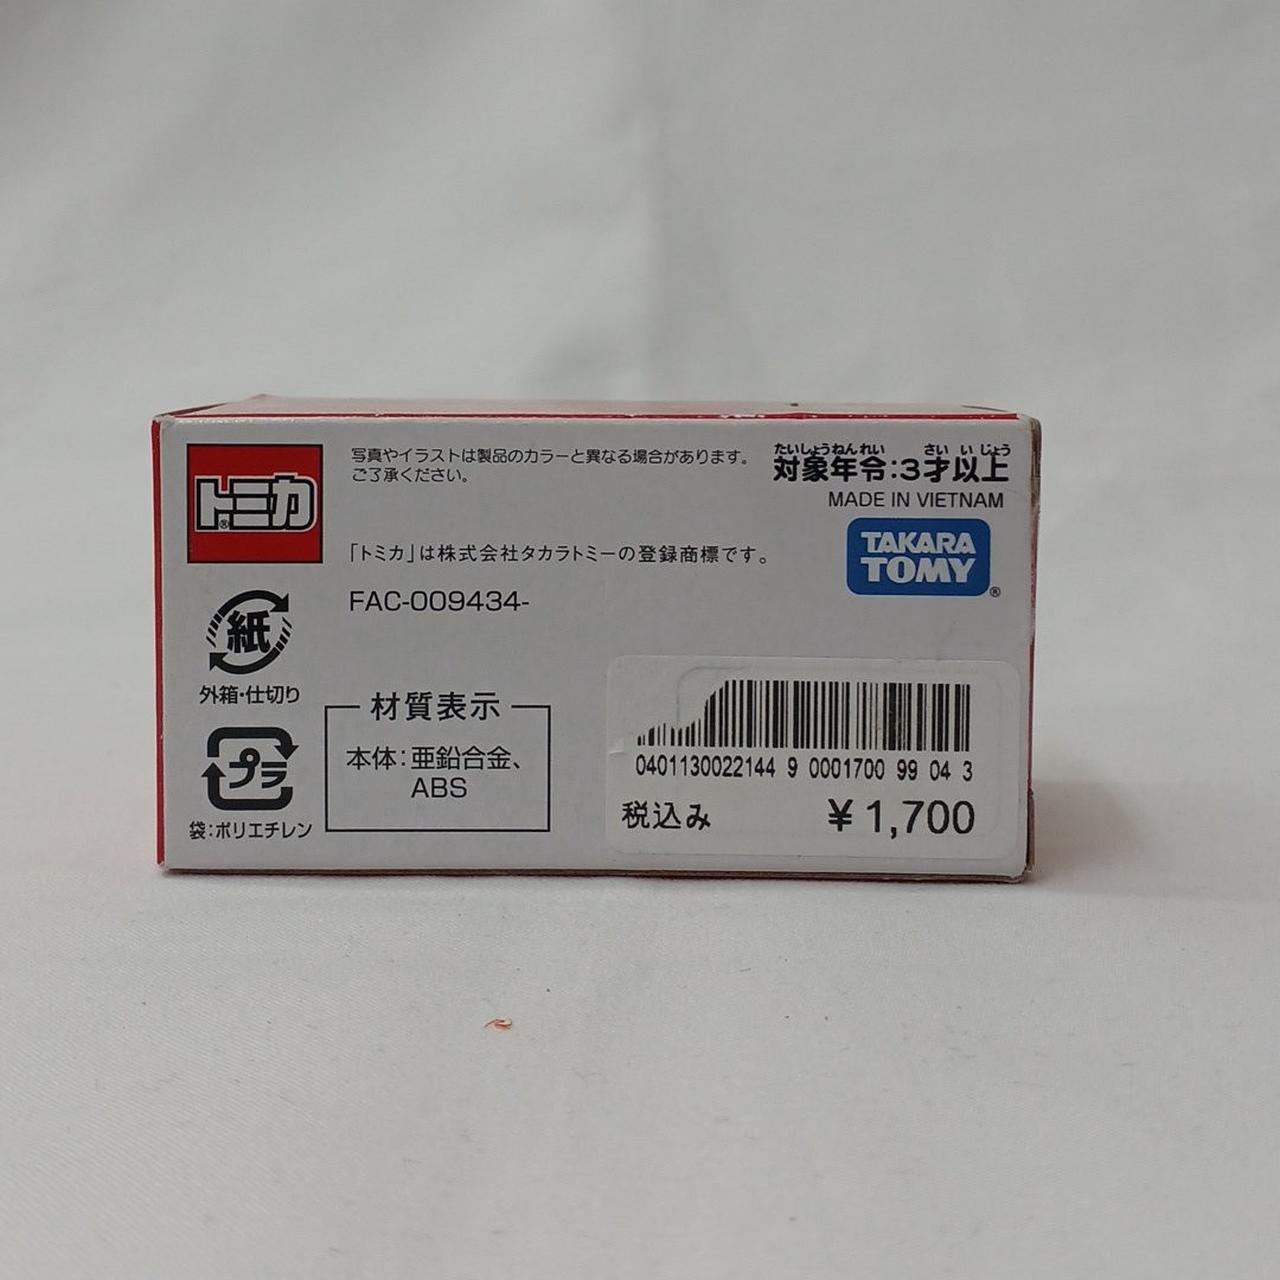 トミカ®
写真やイラストは製品のカラーと異なる場合があります。
ご了承ください。
たいしょうねんれい さい いじょう
対象年令:3才以上
MADE IN VIETNAM
「トミカ」は株式会社タカラトミーの登録商標です。
TAKARA
TOMY®
FAC-009434-
紙
外箱・仕切り
プラ
袋:ポリエチレン
材質表示
本体:亜鉛合金、
ABS
0401130022144 9 0001700 99 04 3
税込み ¥1,700